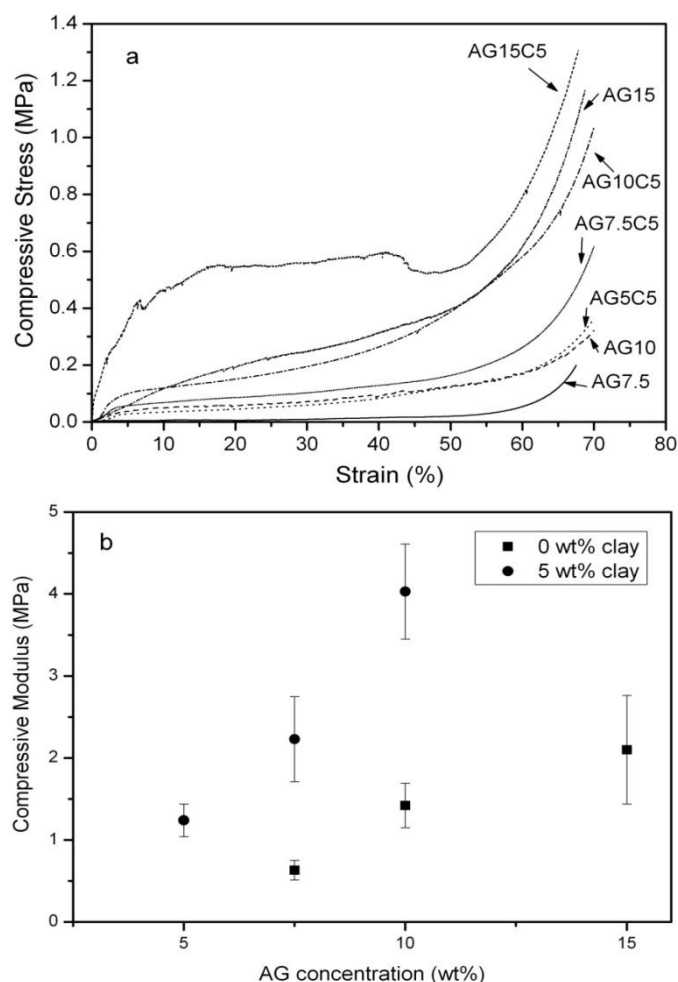 a
Compressive Stress (MPa)
1.4
1.2
1.0
0.8
0.6
0.4
0.2
0.0
AG15C5
AG15
AG10C5
AG7.5C5
AG5C5
AG10
AG7.5
0 10 20 30 40 50 60 70 80
Strain (%)
b
Compressive Modulus (MPa)
5
4
3
2
1
0
0 wt% clay
5 wt% clay
5 10 15
AG concentration (wt%)